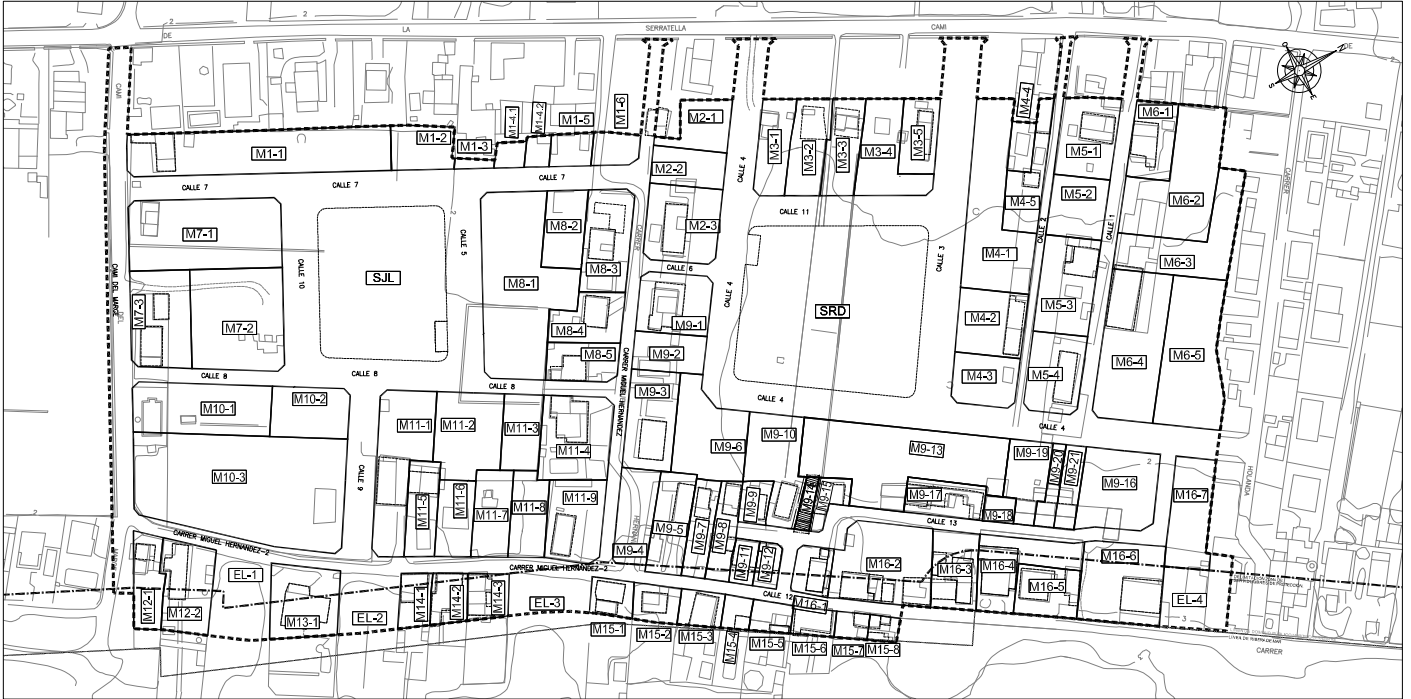 DE
LA
SERRATELLA
CAMI
DE
2
2
CAMI
M1-1
M1-2
M1-3
M1-4.1
M1-4.2
M1-5
M1-6
M2-1
M2-2
M2-3
M3-1
M3-2
M3-3
M3-4
M3-5
M4-4
M4-5
M5-1
M5-2
M6-1
M6-2
M6-3
CALLE 7
CALLE 7
CALLE 7
CALLE 4
CALLE 11
CALLE 2
CALLE 1
CARRER
CARRER
M7-1
M7-2
M7-3
CALLE 10
SJL
CALLE 5
2
M8-1
M8-2
M8-3
M8-4
M8-5
CALLE 6
CALLE 4
SRD
CALLE 3
M4-1
M4-2
M4-3
M5-3
M5-4
M6-4
M6-5
CAMI DEL MARGE
DEL
M9-1
M9-2
M9-3
CARRER MIGUEL HERNANDEZ
CALLE 8
CALLE 8
CALLE 8
CALLE 4
CALLE 4
M10-1
M10-2
M10-3
CALLE 9
M11-1
M11-2
M11-3
M11-4
M11-5
M11-6
M11-7
M11-8
M11-9
M9-4
M9-5
M9-6
M9-7
M9-8
M9-9
M9-10
M9-11
M9-12
M9-13
M9-15
M9-16
M9-17
M9-18
M9-19
M9-20
M9-21
M16-7
HOLANDA
2
2
CALLE 13
CARRER MIGUEL HERNANDEZ-2
CARRER MIGUEL HERNANDEZ-2
CALLE 12
M12-1
M12-2
EL-1
M13-1
EL-2
M14-1
M14-2
M14-3
EL-3
M15-1
M15-2
M15-3
M15-4
M15-5
M15-6
M15-7
M15-8
M16-1
M16-2
M16-3
M16-4
M16-5
M16-6
EL-4
3
CARRER